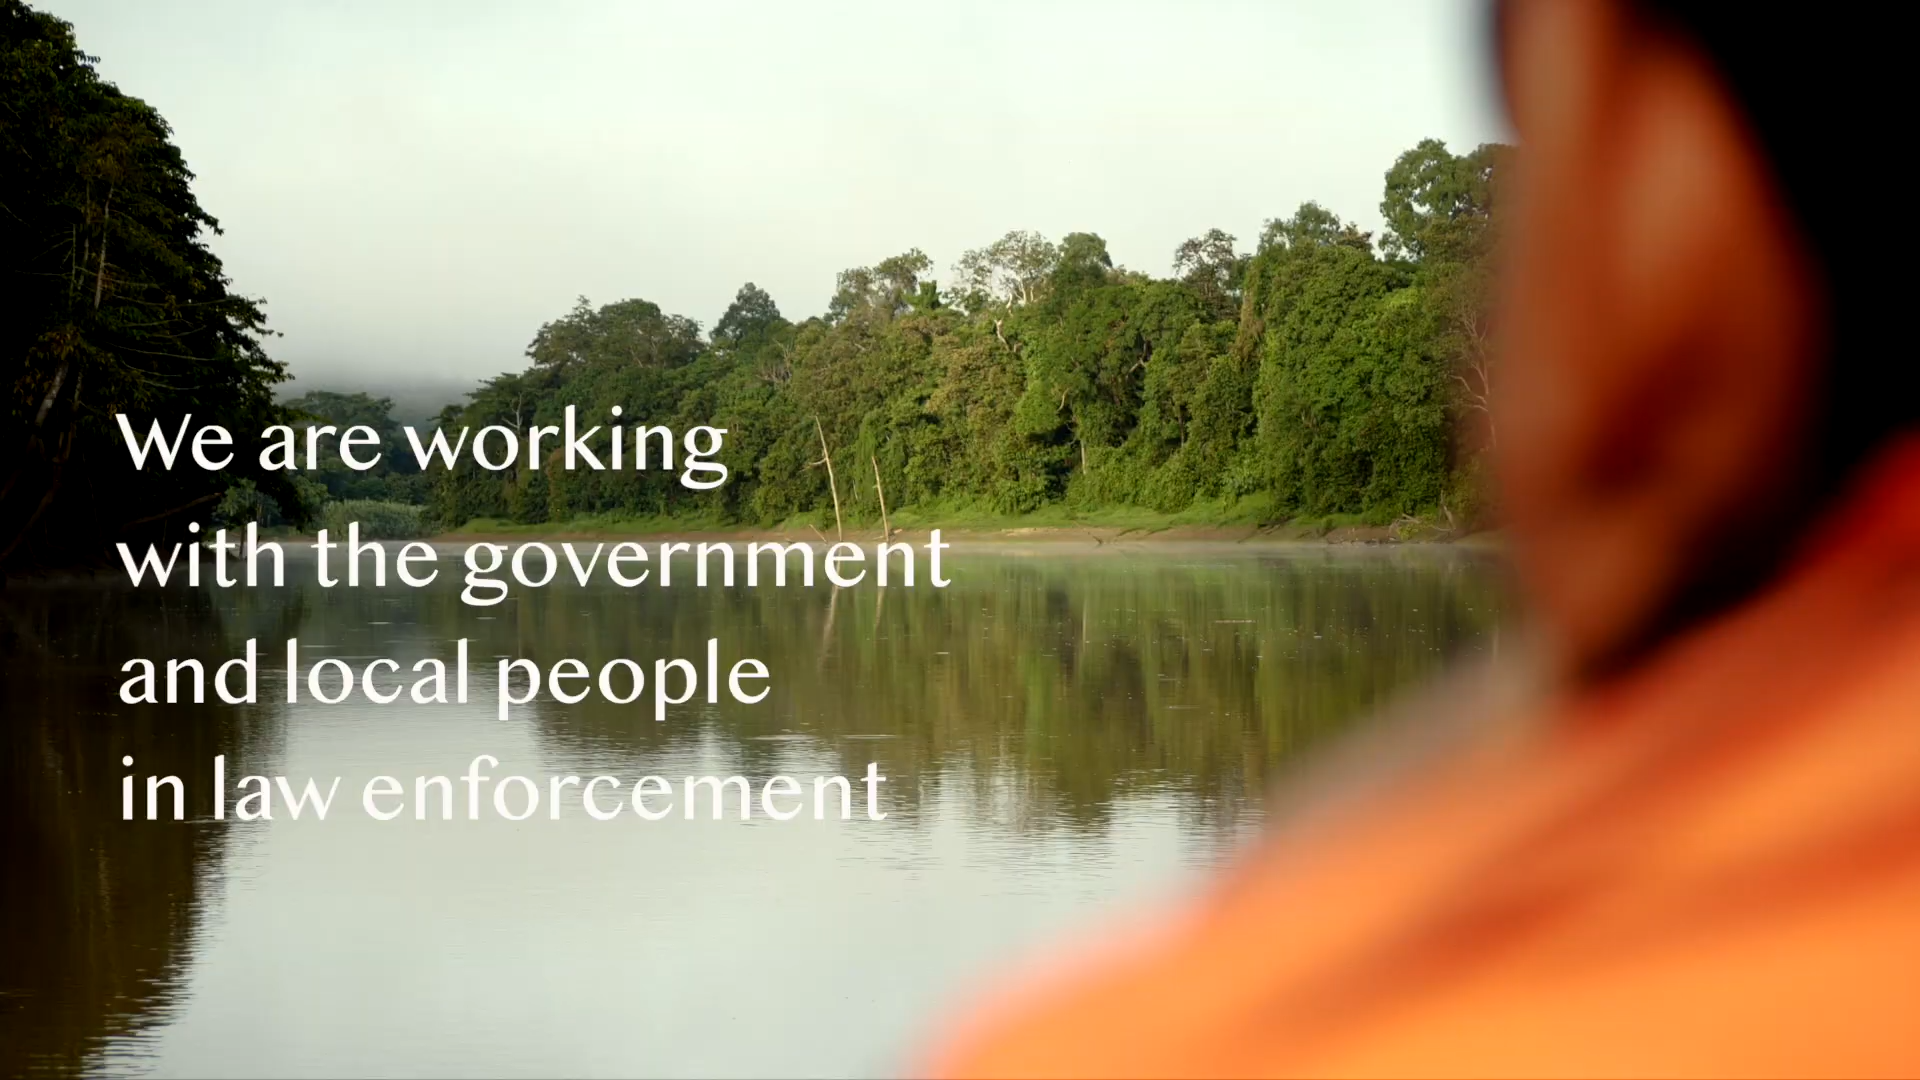 We are working
with the government
and local people
in law enforcement